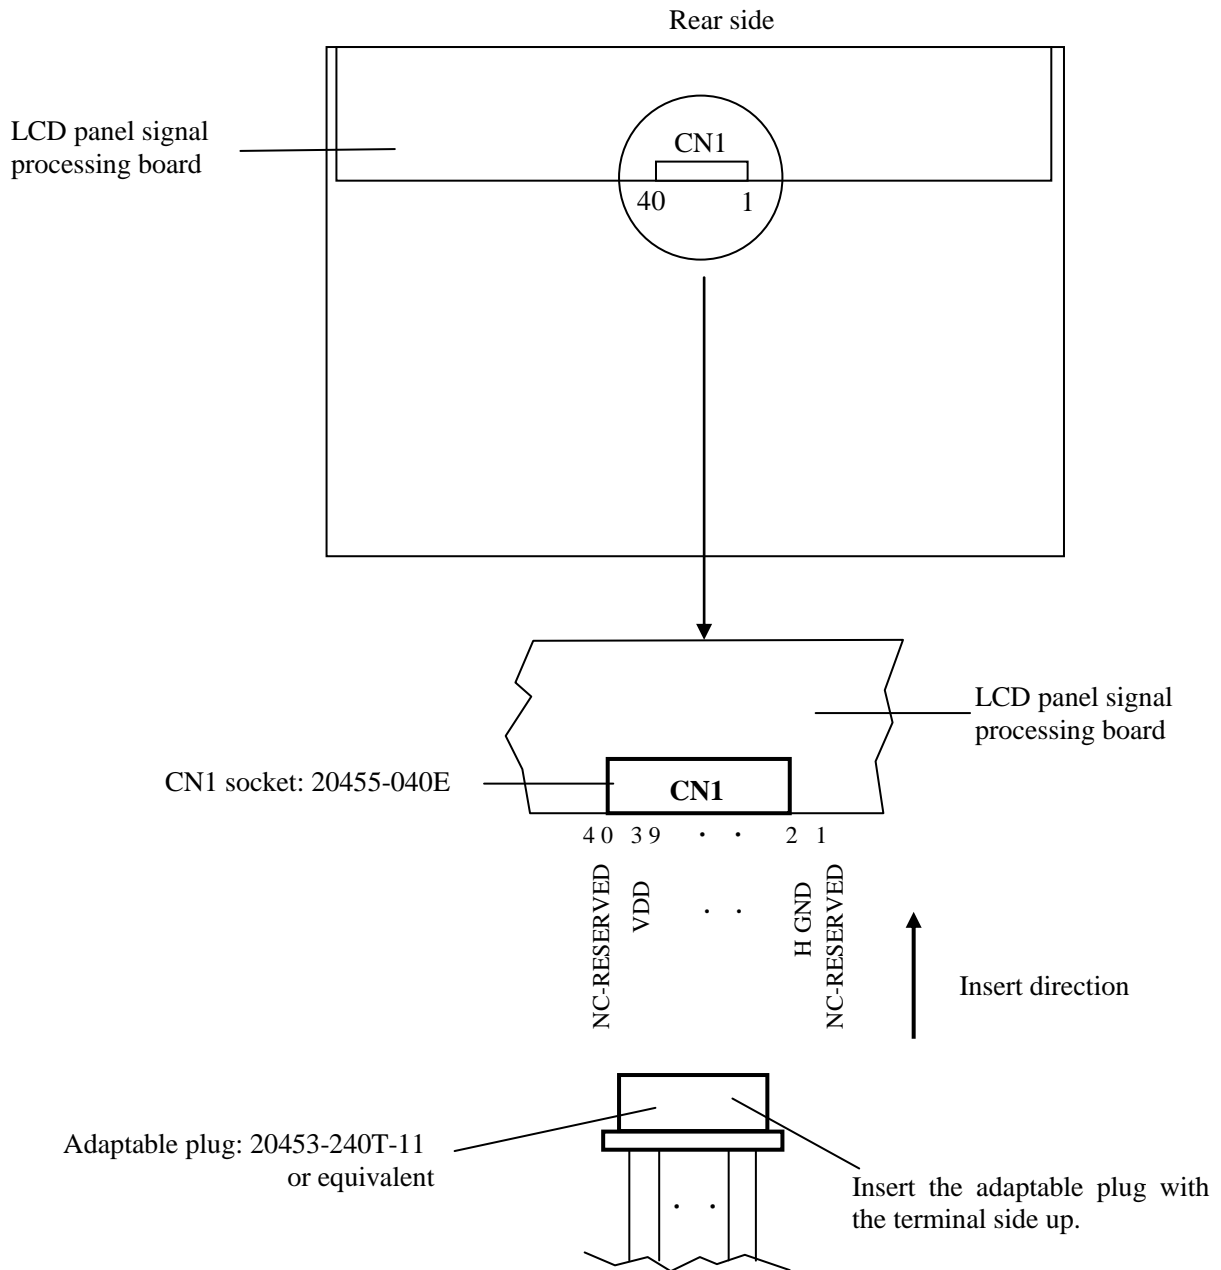 Rear side
LCD panel signal
processing board
CN1
40 1
LCD panel signal
processing board
CN1 socket: 20455-040E
CN1
40 39 · · 2 1
NC-RESERVED
VDD
· ·
H GND
NC-RESERVED
Insert direction
Adaptable plug: 20453-240T-11
or equivalent
Insert the adaptable plug with
the terminal side up.
· ·